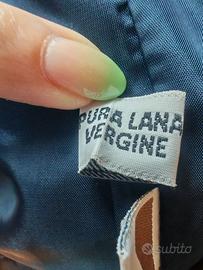 PURA LANA
VERGINE
subito